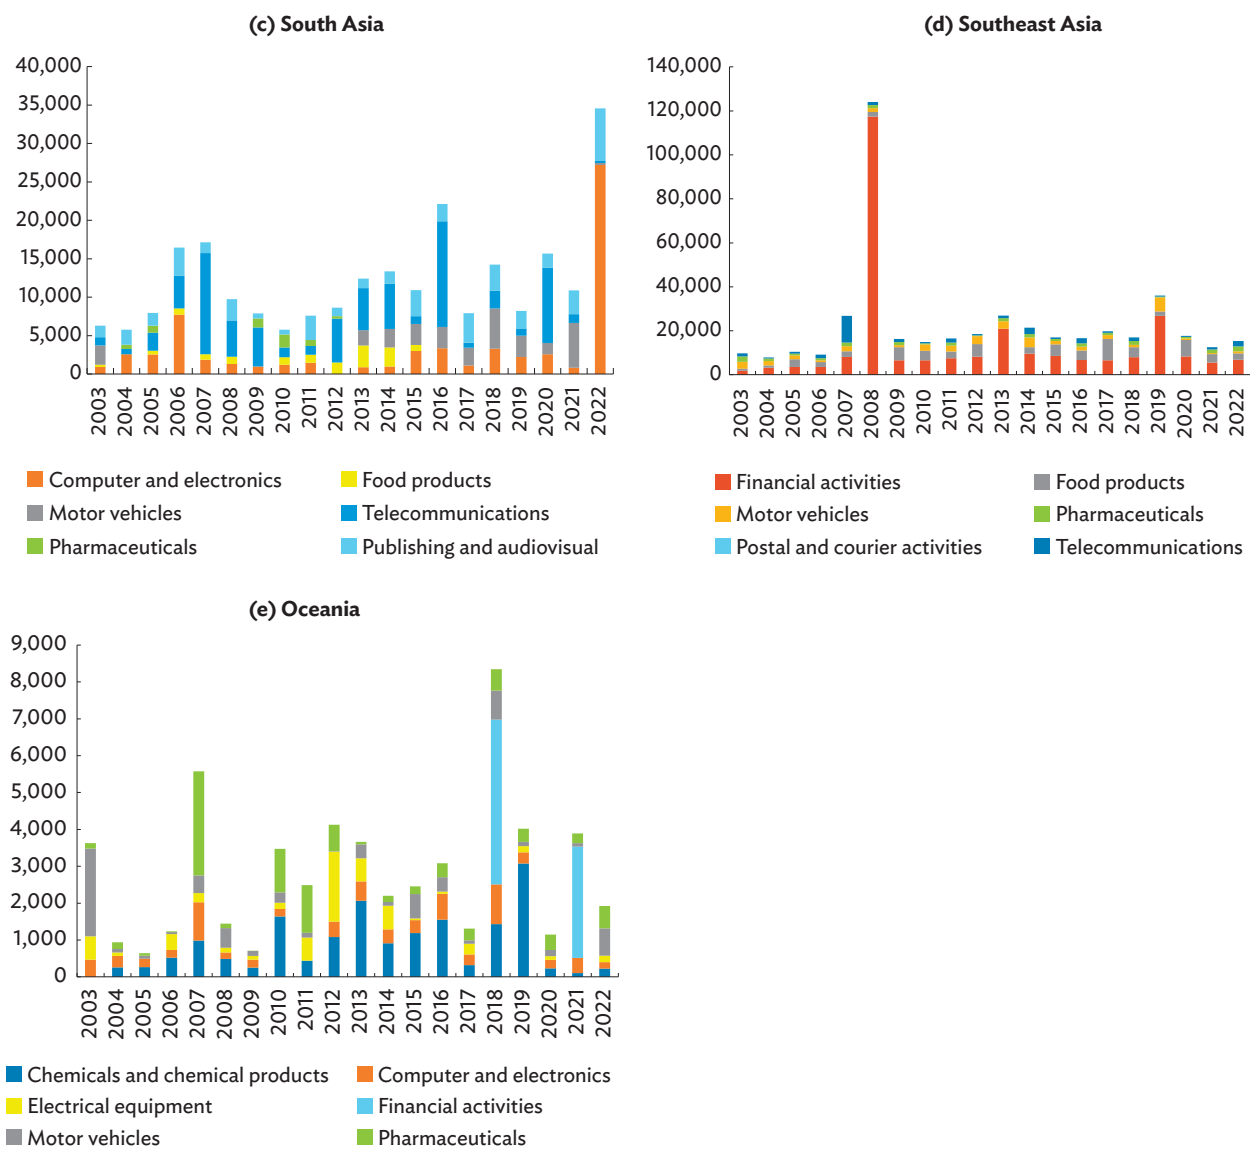 (c) South Asia
40,000
35,000
30,000
25,000
20,000
15,000
10,000
5,000
0
2003 2004 2005 2006 2007 2008 2009 2010 2011 2012 2013 2014 2015 2016 2017 2018 2019 2020 2021 2022
Computer and electronics Food products
Motor vehicles Telecommunications
Pharmaceuticals Publishing and audiovisual
(d) Southeast Asia
140,000
120,000
100,000
80,000
60,000
40,000
20,000
0
2003 2004 2005 2006 2007 2008 2009 2010 2011 2012 2013 2014 2015 2016 2017 2018 2019 2020 2021 2022
Financial activities Food products
Motor vehicles Pharmaceuticals
Postal and courier activities Telecommunications
(e) Oceania
9,000
8,000
7,000
6,000
5,000
4,000
3,000
2,000
1,000
0
2003 2004 2005 2006 2007 2008 2009 2010 2011 2012 2013 2014 2015 2016 2017 2018 2019 2020 2021 2022
Chemicals and chemical products Computer and electronics
Electrical equipment Financial activities
Motor vehicles Pharmaceuticals